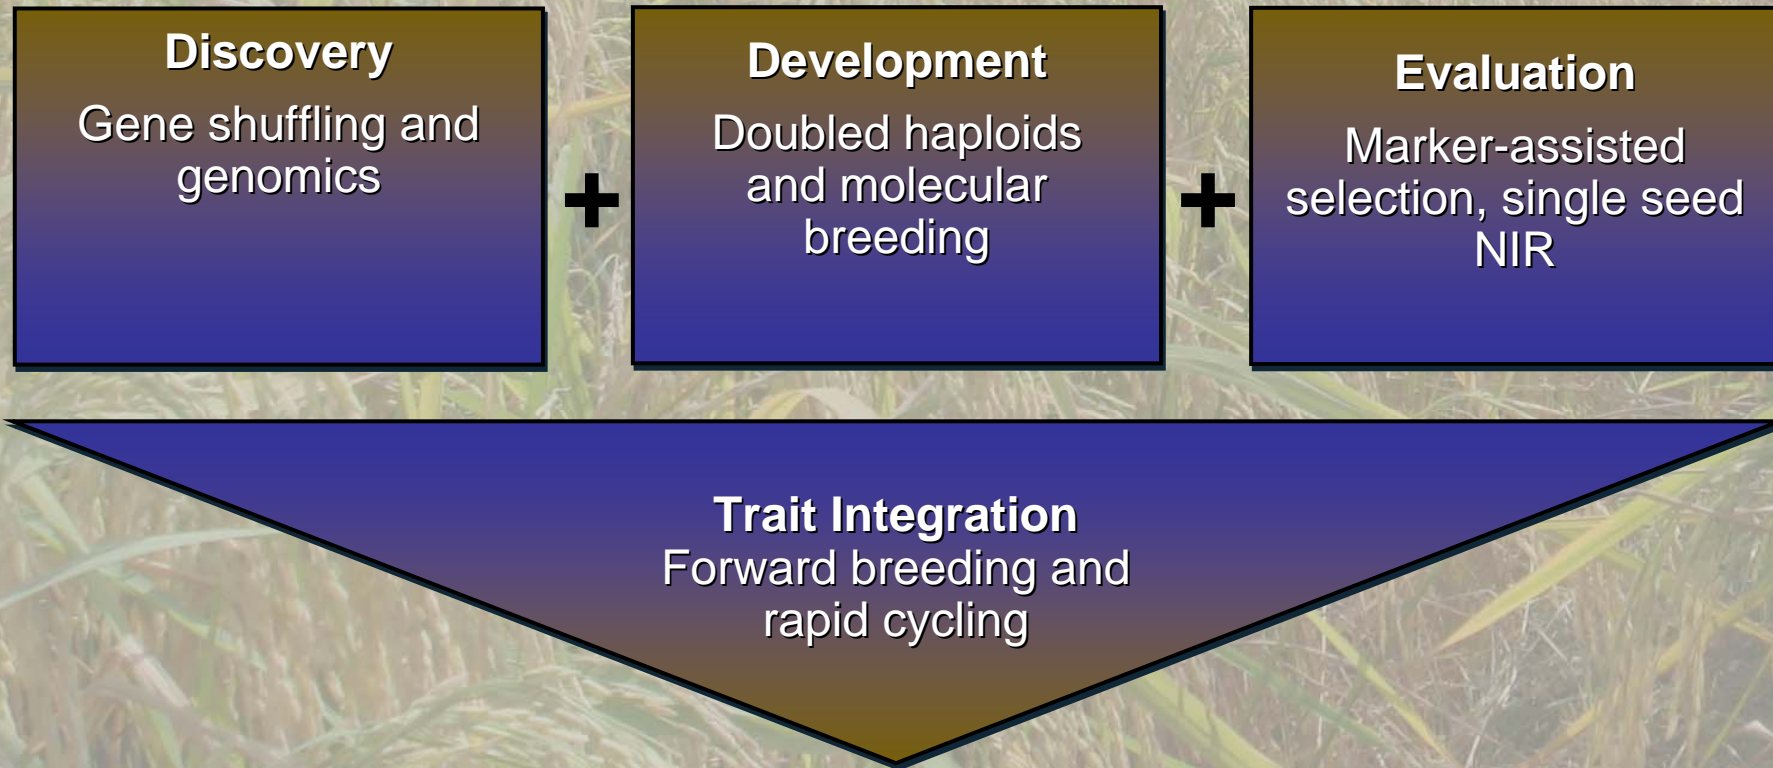 Discovery
Gene shuffling and
genomics
+
Development
Doubled haploids
and molecular
breeding
+
Evaluation
Marker-assisted
selection, single seed
NIR
Trait Integration
Forward breeding and
rapid cycling